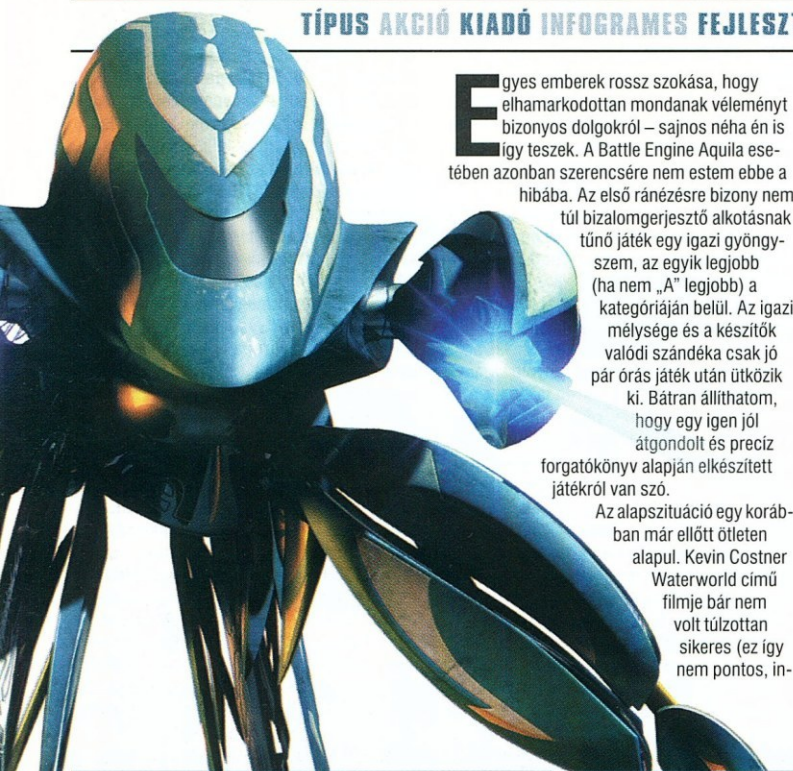 TÍPUS AKCIÓ KIADÓ INFOGRAMES FEJLESZT
Egyes emberek rossz szokása, hogy
elhamarkodottan mondanak véleményt
bizonyos dolgokról – sajnos néha én is
így teszek. A Battle Engine Aquila ese-
tében azonban szerencsére nem estem ebbe a
hibába. Az első ránézésre bizony nem
túl bizalomgerjesztő alkotásnak
tűnő játék egy igazi gyöngy-
szem, az egyik legjobb
(ha nem „A” legjobb) a
kategóriáján belül. Az igazi
mélysége és a készítők
valódi szándéka csak jó
pár órás játék után ütközik
ki. Bátran állíthatom,
hogy egy igen jól
átgondolt és precíz
forgatókönyv alapján elkészített
játékról van szó.
Az alapszituáció egy koráb-
ban már ellőtt ötleten
alapul. Kevin Costner
Waterworld című
filmje bár nem
volt túlzottan
sikeres (ez így
nem pontos, in-